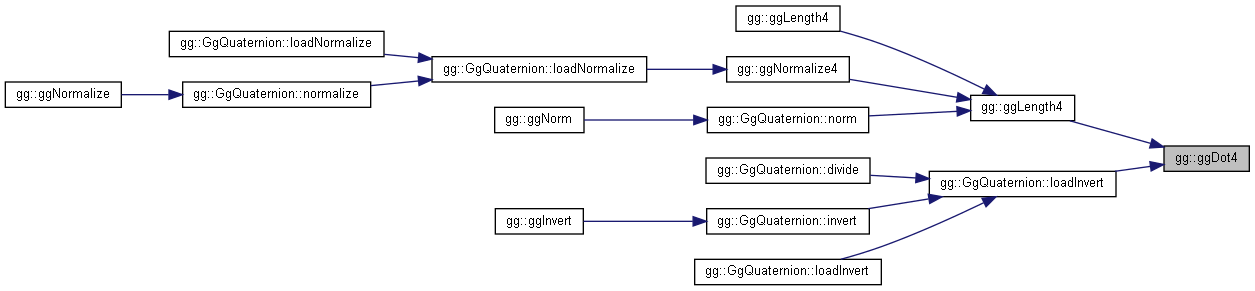 gg::ggLength4
gg::GgQuaternion::loadNormalize
gg::GgQuaternion::loadNormalize
gg::ggNormalize4
gg::ggNormalize
gg::GgQuaternion::normalize
gg::ggLength4
gg::ggNorm
gg::GgQuaternion::norm
gg::ggDot4
gg::GgQuaternion::divide
gg::GgQuaternion::loadInvert
gg::ggInvert
gg::GgQuaternion::invert
gg::GgQuaternion::loadInvert